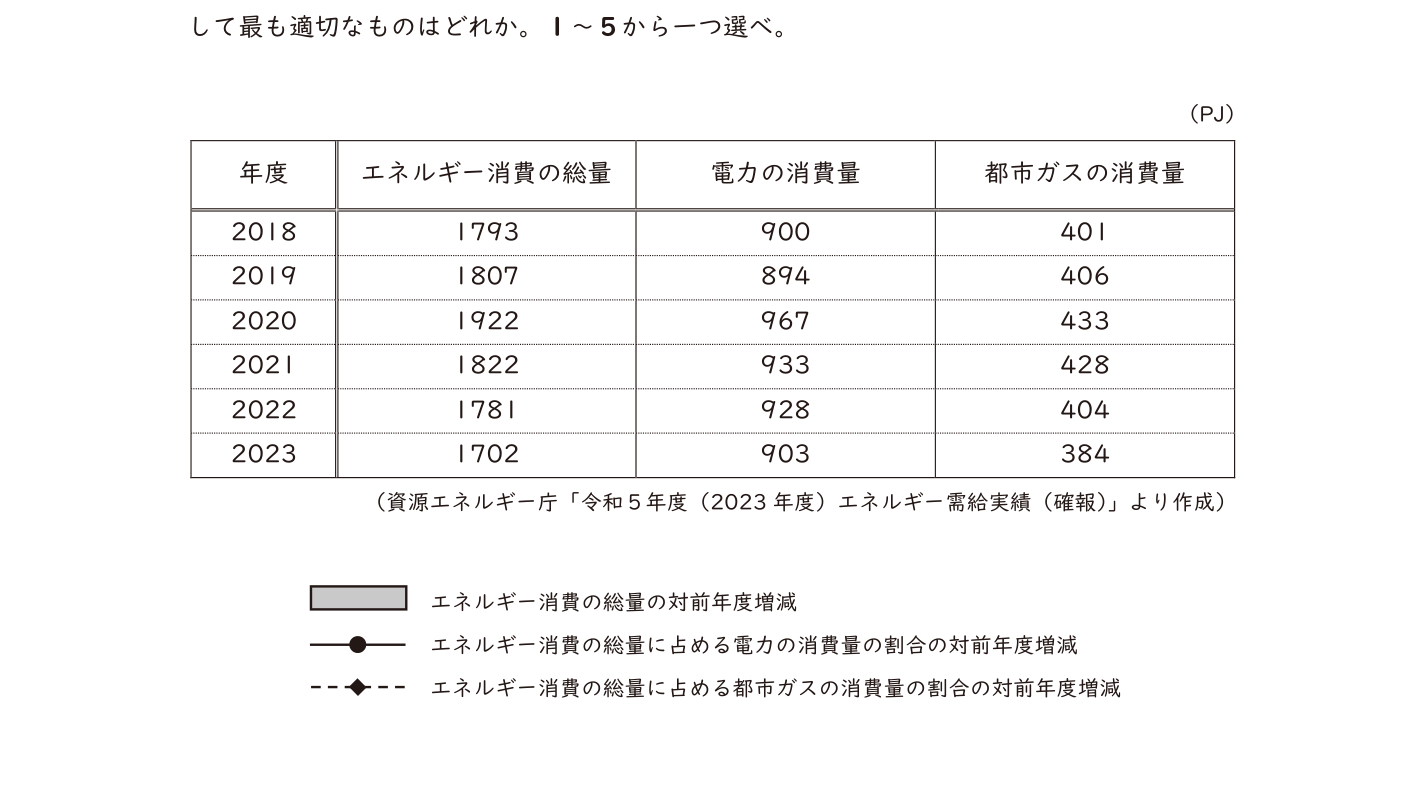 して最も適切なものはどれか。1～5から一つ選べ。
（PJ）
年度 エネルギー消費の総量 電力の消費量 都市ガスの消費量
2018 1793 900 401
2019 1807 894 406
2020 1922 967 433
2021 1822 933 428
2022 1781 928 404
2023 1702 903 384
（資源エネルギー庁「令和5年度（2023年度）エネルギー需給実績（確報）」より作成）
エネルギー消費の総量の対前年度増減
エネルギー消費の総量に占める電力の消費量の割合の対前年度増減
エネルギー消費の総量に占める都市ガスの消費量の割合の対前年度増減